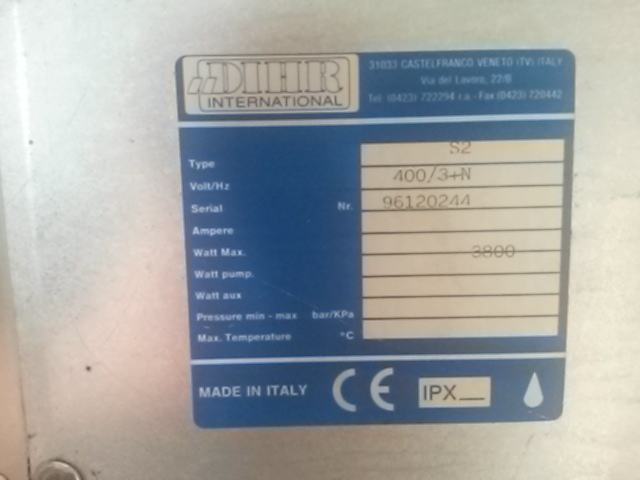 DIHR
INTERNATIONAL
31033 CASTELFRANCO VENETO (TV) ITALY
Via del Lavoro, 22/B
Tel. (0423) 722294 r.a. - Fax (0423) 720442
Type S2
Volt/Hz 400/3+N
Serial Nr. 96120244
Ampere
Watt Max. 3800
Watt pump.
Watt aux
Pressure min - max bar/KPa
Max. Temperature °C
MADE IN ITALY CE IPX__